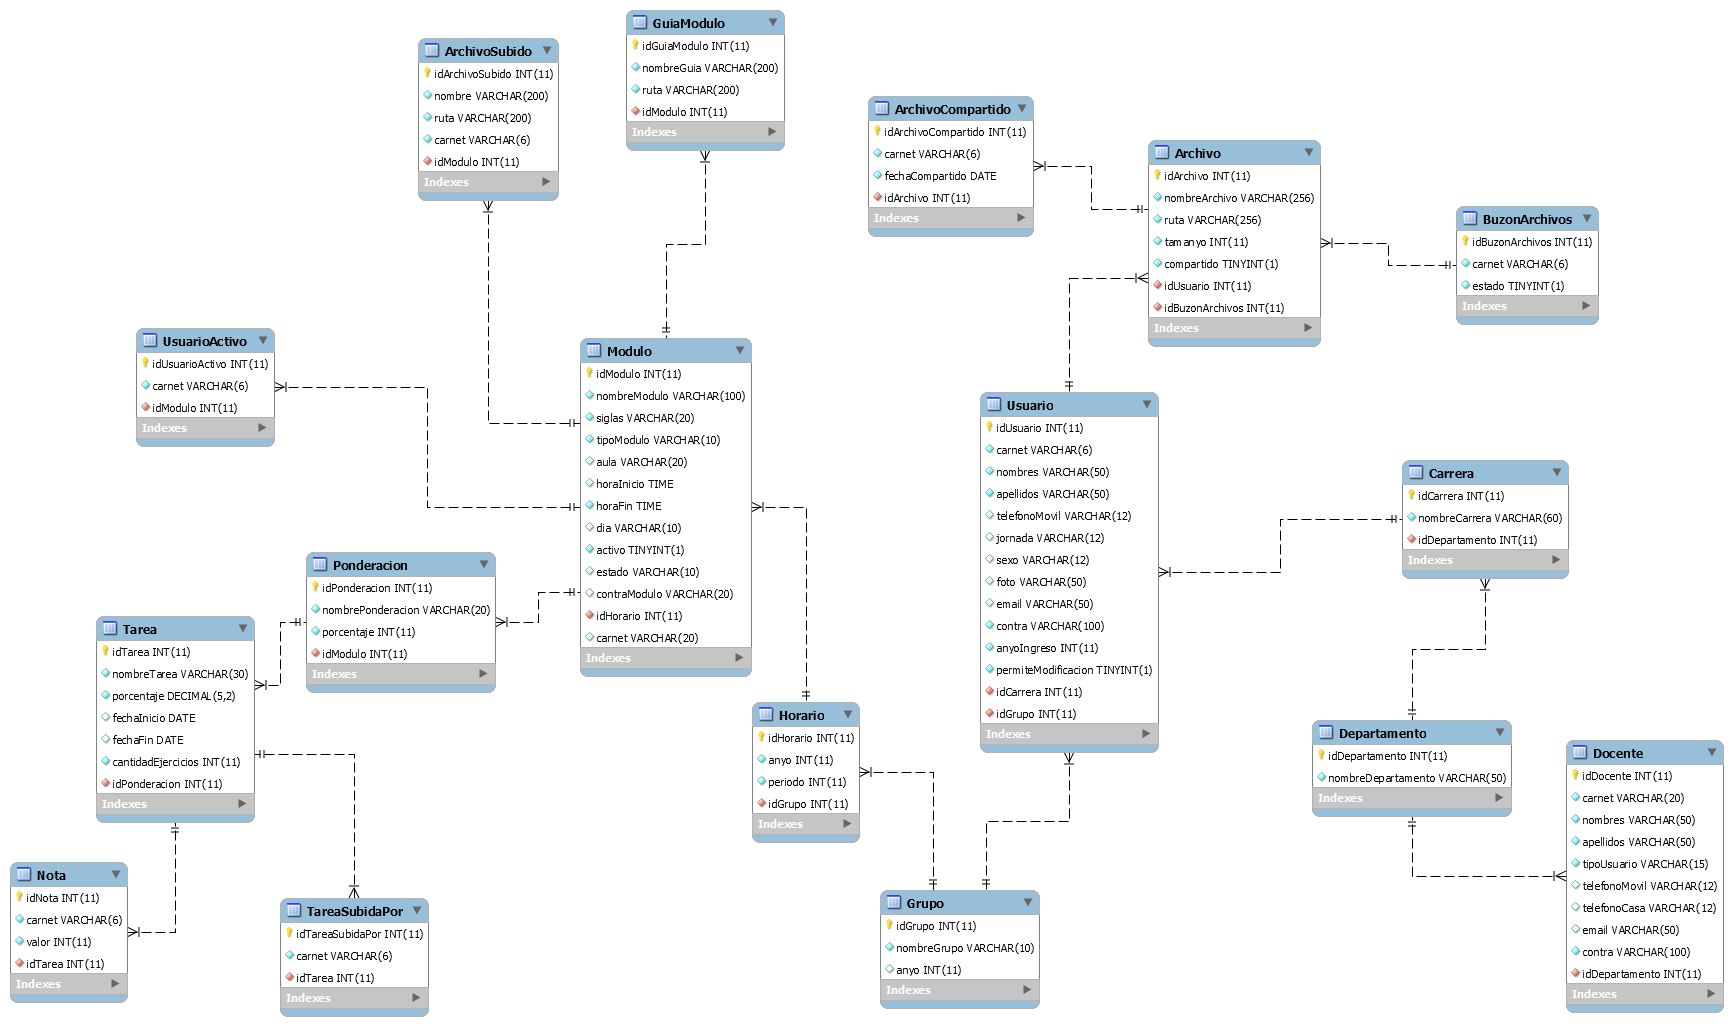 GuiaModulo
idGuiaModulo INT(11)
nombreGuia VARCHAR(200)
ruta VARCHAR(200)
idModulo INT(11)
Indexes
ArchivoSubido
idArchivoSubido INT(11)
nombre VARCHAR(200)
ruta VARCHAR(200)
carnet VARCHAR(6)
idModulo INT(11)
Indexes
ArchivoCompartido
idArchivoCompartido INT(11)
carnet VARCHAR(6)
fechaCompartido DATE
idArchivo INT(11)
Indexes
Archivo
idArchivo INT(11)
nombreArchivo VARCHAR(256)
ruta VARCHAR(256)
tamanyo INT(11)
compartido TINYINT(1)
idUsuario INT(11)
idBuzonArchivos INT(11)
Indexes
BuzonArchivos
idBuzonArchivos INT(11)
carnet VARCHAR(6)
estado TINYINT(1)
Indexes
UsuarioActivo
idUsuarioActivo INT(11)
carnet VARCHAR(6)
idModulo INT(11)
Indexes
Modulo
idModulo INT(11)
nombreModulo VARCHAR(100)
siglas VARCHAR(20)
tipoModulo VARCHAR(10)
aula VARCHAR(20)
horaInicio TIME
horaFin TIME
dia VARCHAR(10)
activo TINYINT(1)
estado VARCHAR(10)
contraModulo VARCHAR(20)
idHorario INT(11)
carnet VARCHAR(20)
Indexes
Usuario
idUsuario INT(11)
carnet VARCHAR(6)
nombres VARCHAR(50)
apellidos VARCHAR(50)
telefonoMovil VARCHAR(12)
jornada VARCHAR(12)
sexo VARCHAR(12)
foto VARCHAR(50)
email VARCHAR(50)
contra VARCHAR(100)
anyoIngreso INT(11)
permiteModificacion TINYINT(1)
idCarrera INT(11)
idGrupo INT(11)
Indexes
Carrera
idCarrera INT(11)
nombreCarrera VARCHAR(60)
idDepartamento INT(11)
Indexes
Ponderacion
idPonderacion INT(11)
nombrePonderacion VARCHAR(20)
porcentaje INT(11)
idModulo INT(11)
Indexes
Tarea
idTarea INT(11)
nombreTarea VARCHAR(30)
porcentaje DECIMAL(5,2)
fechaInicio DATE
fechaFin DATE
cantidadEjercicios INT(11)
idPonderacion INT(11)
Indexes
Horario
idHorario INT(11)
anyo INT(11)
periodo INT(11)
idGrupo INT(11)
Indexes
Departamento
idDepartamento INT(11)
nombreDepartamento VARCHAR(50)
Indexes
Docente
idDocente INT(11)
carnet VARCHAR(20)
nombres VARCHAR(50)
apellidos VARCHAR(50)
tipoUsuario VARCHAR(15)
telefonoMovil VARCHAR(12)
telefonoCasa VARCHAR(12)
email VARCHAR(50)
contra VARCHAR(100)
idDepartamento INT(11)
Indexes
Nota
idNota INT(11)
carnet VARCHAR(6)
valor INT(11)
idTarea INT(11)
Indexes
TareaSubidaPor
idTareaSubidaPor INT(11)
carnet VARCHAR(6)
idTarea INT(11)
Indexes
Grupo
idGrupo INT(11)
nombreGrupo VARCHAR(10)
anyo INT(11)
Indexes